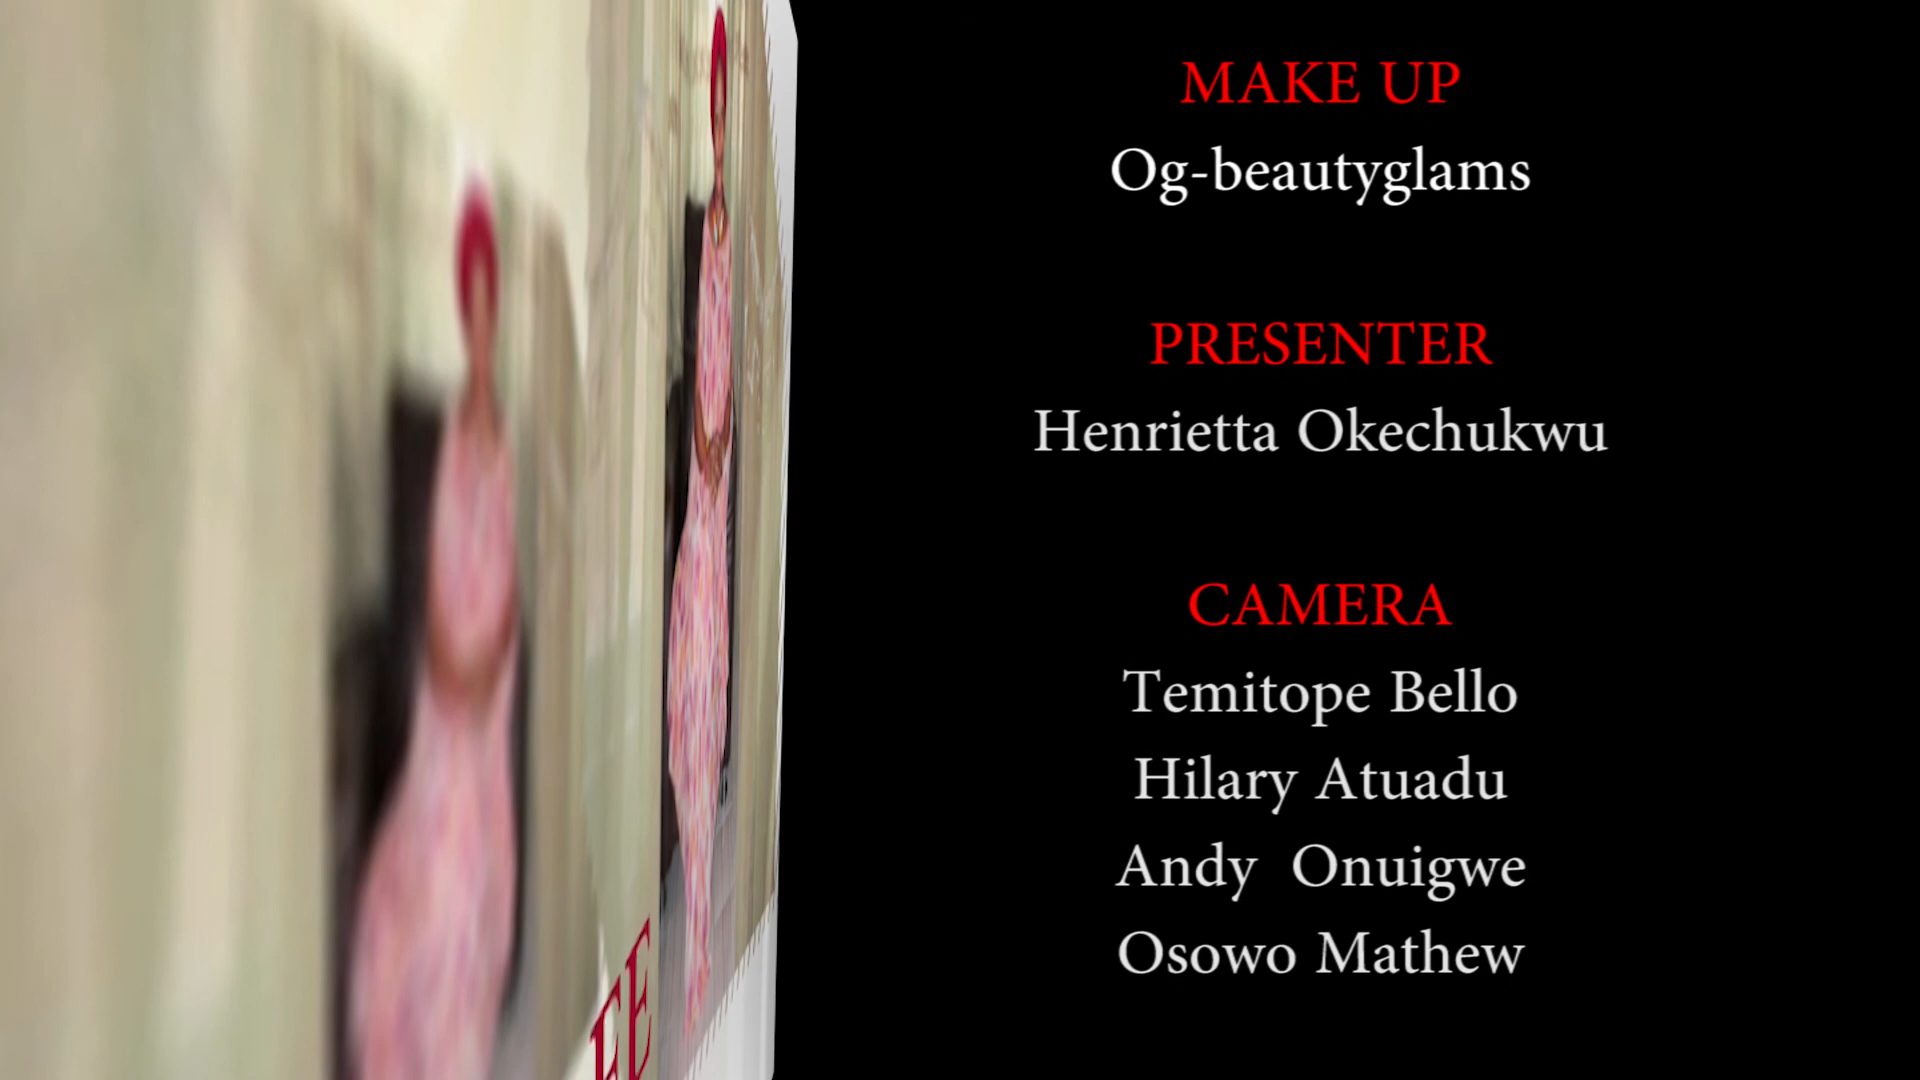 MAKE UP
Og-beautyglams
PRESENTER
Henrietta Okechukwu
CAMERA
Temitope Bello
Hilary Atuadu
Andy  Onuigwe
Osowo Mathew